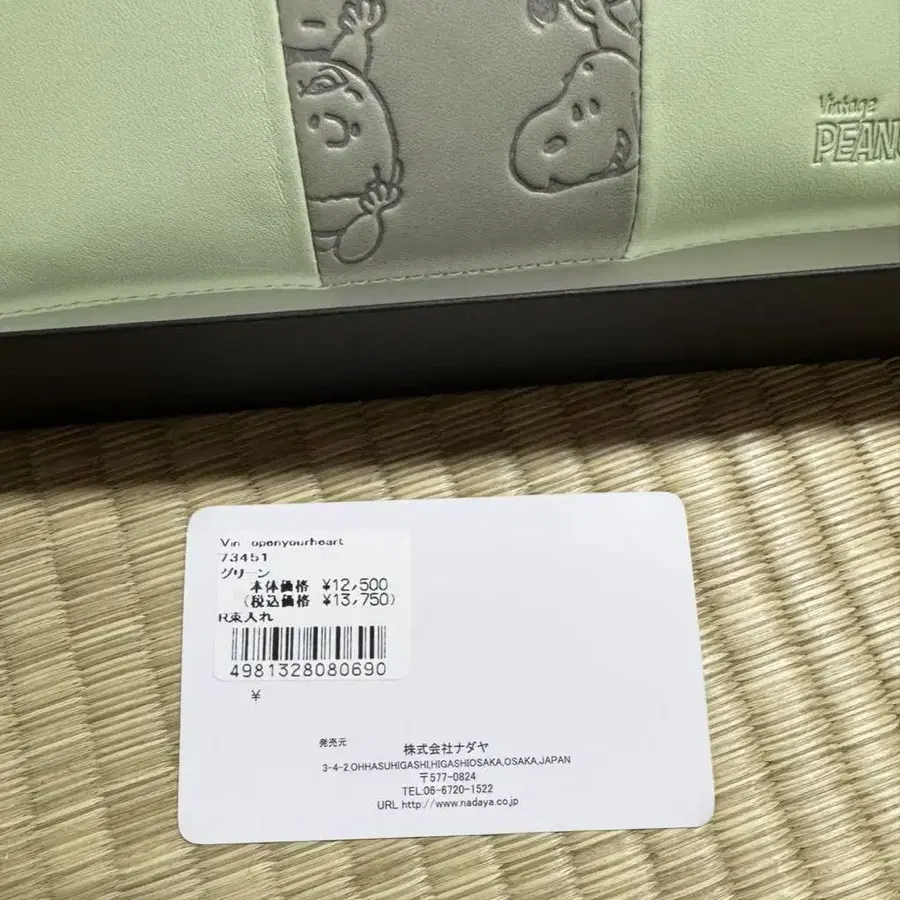 Vintage
PEAN
Vin openyourheart
73451
グリーン
本体価格 ¥12,500
(税込価格 ¥13,750)
R束入れ
4981328080690
¥
発売元
株式会社ナダヤ
3-4-2,OHHASUHIGASHI,HIGASHIOSAKA,OSAKA,JAPAN
〒577-0824
TEL:06-6720-1522
URL http://www.nadaya.co.jp